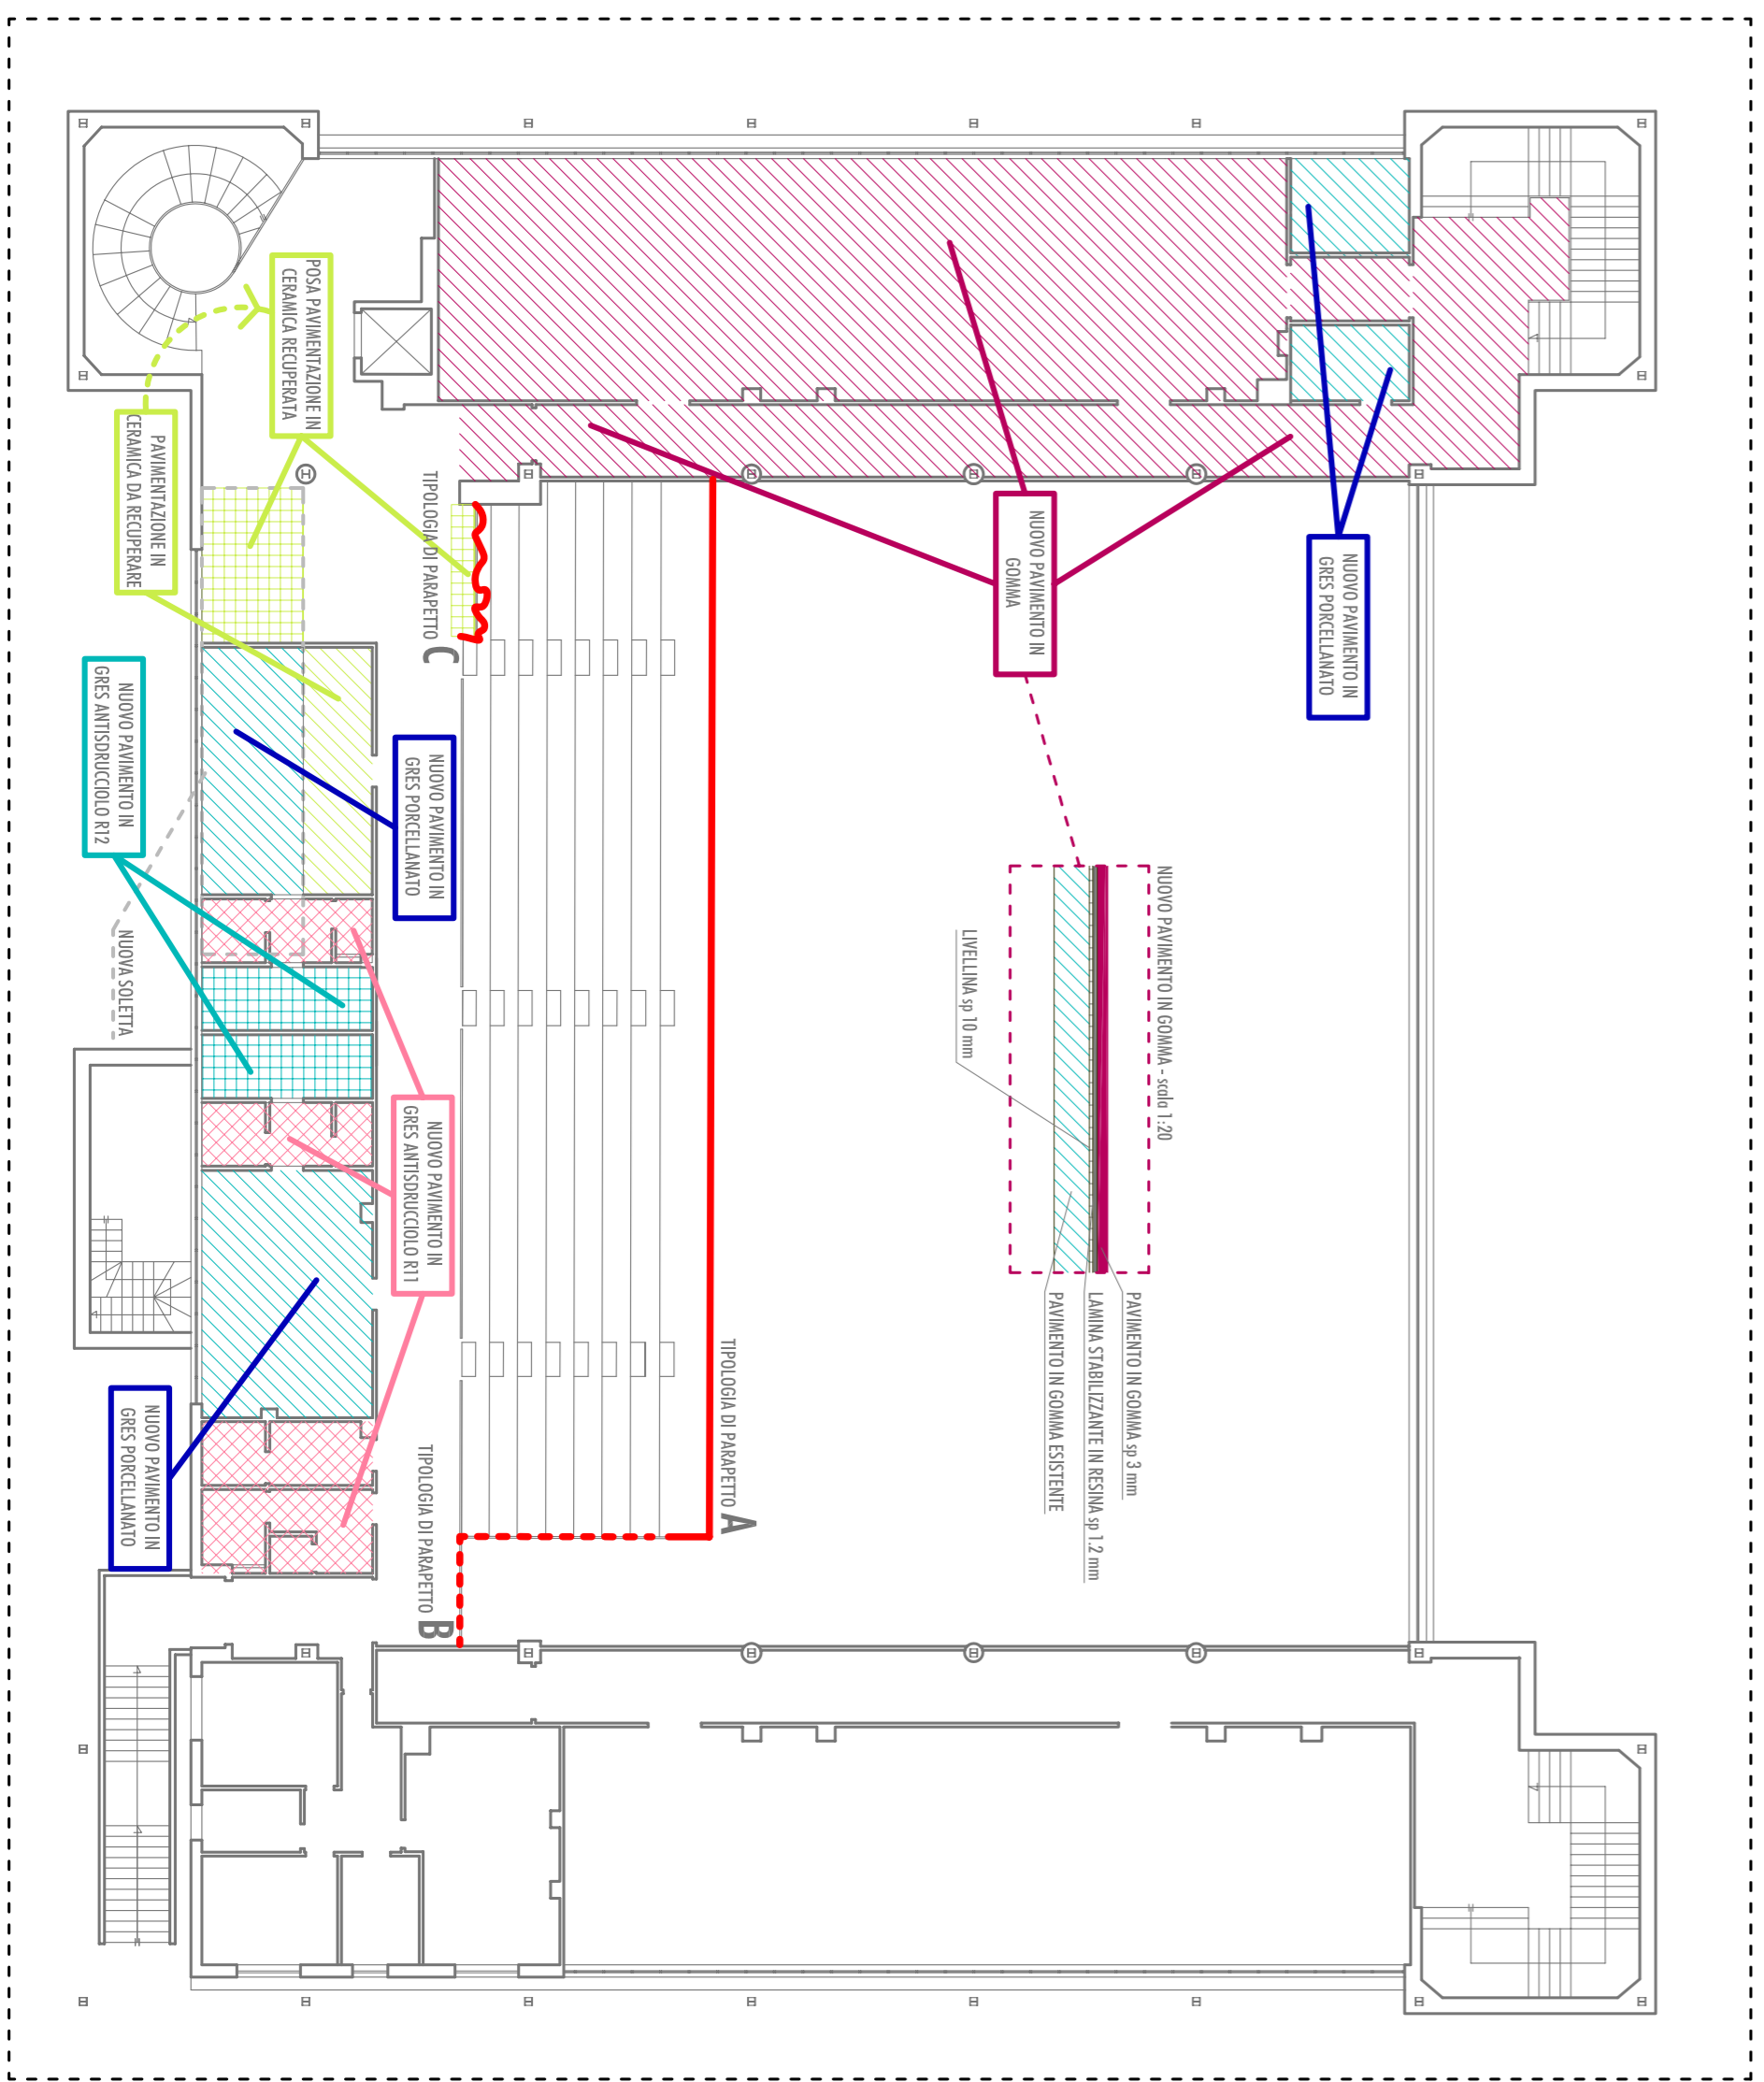 POSA PAVIMENTAZIONE IN
CERAMICA RECUPERATA
PAVIMENTAZIONE IN
CERAMICA DA RECUPERARE
TIPOLOGIA DI PARAPETTO C
NUOVO PAVIMENTO IN
GOMMA
NUOVO PAVIMENTO IN
GRES PORCELLANATO
NUOVO PAVIMENTO IN
GRES ANTISDRUCCIOLO R12
NUOVO PAVIMENTO IN
GRES PORCELLANATO
NUOVA SOLETTA
NUOVO PAVIMENTO IN GOMMA - scala 1:20
LIVELLINA sp 10 mm
PAVIMENTO IN GOMMA sp 3 mm
LAMINA STABILIZZANTE IN RESINA sp 1.2 mm
PAVIMENTO IN GOMMA ESISTENTE
NUOVO PAVIMENTO IN
GRES ANTISDRUCCIOLO R11
TIPOLOGIA DI PARAPETTO A
TIPOLOGIA DI PARAPETTO B
NUOVO PAVIMENTO IN
GRES PORCELLANATO